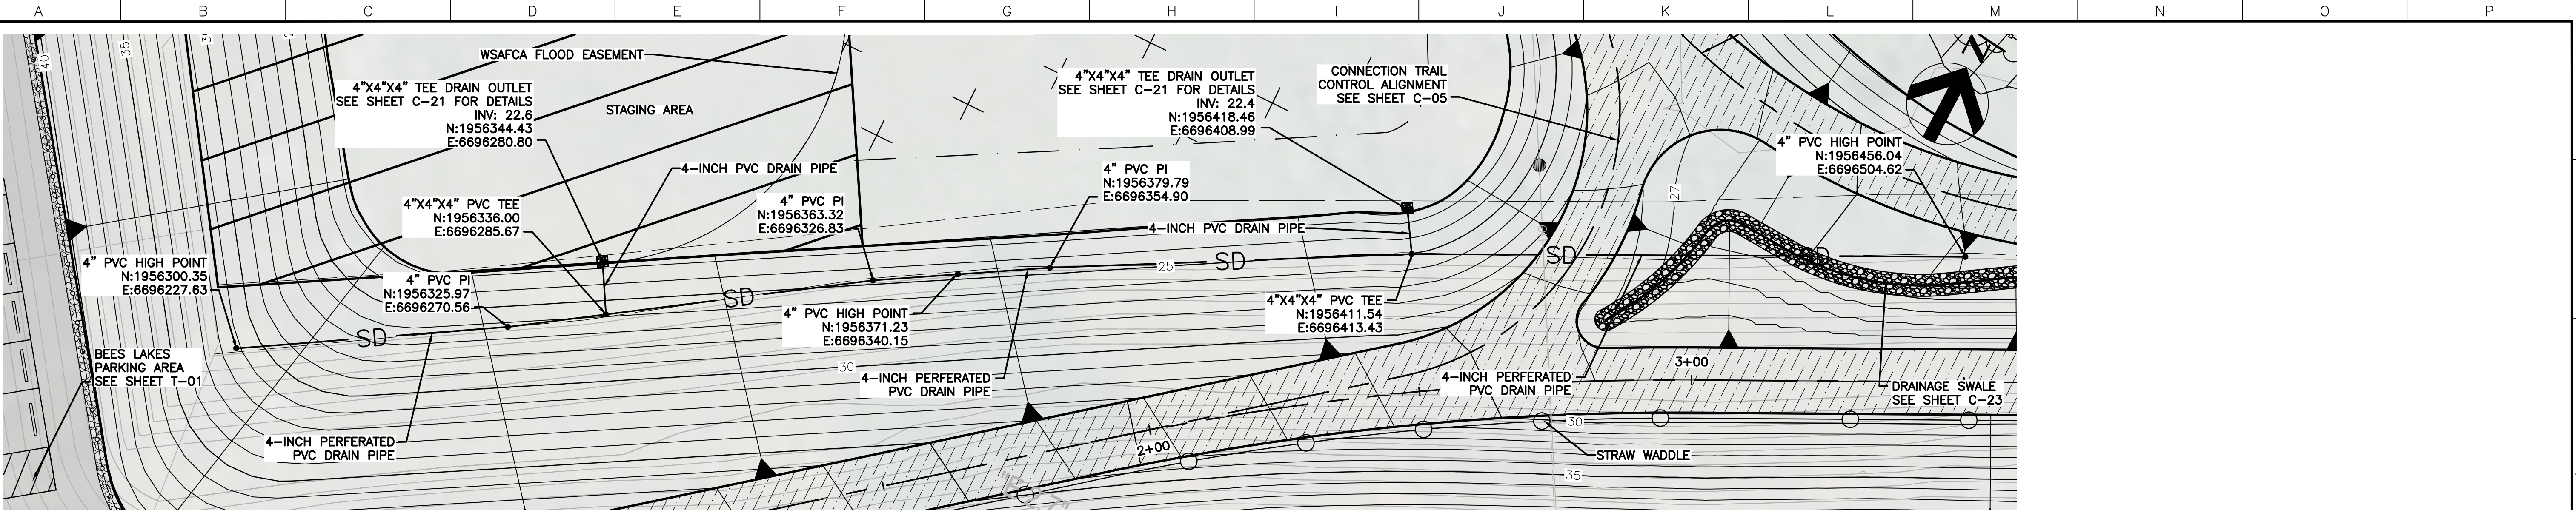 A B C D E F G H I J K L M N O P
40
35
WSAFCA FLOOD EASEMENT
4"X4"X4" TEE DRAIN OUTLET
SEE SHEET C-21 FOR DETAILS
INV: 22.6
N:1956344.43
E:6696280.80
STAGING AREA
4"X4"X4" TEE DRAIN OUTLET
SEE SHEET C-21 FOR DETAILS
INV: 22.4
N:1956418.46
E:6696408.99
CONNECTION TRAIL
CONTROL ALIGNMENT
SEE SHEET C-05
4" PVC HIGH POINT
N:1956456.04
E:6696504.62
4-INCH PVC DRAIN PIPE
4" PVC PI
N:1956379.79
E:6696354.90
27
4"X4"X4" PVC TEE
N:1956336.00
E:6696285.67
4" PVC PI
N:1956363.32
E:6696326.83
4-INCH PVC DRAIN PIPE
4" PVC HIGH POINT
N:1956300.35
E:6696227.63
4" PVC PI
N:1956325.97
E:6696270.56
25
SD
SD
SD
SD
SD
4" PVC HIGH POINT
N:1956371.23
E:6696340.15
4"X4"X4" PVC TEE
N:1956411.54
E:6696413.43
BEES LAKES
PARKING AREA
SEE SHEET T-01
30
4-INCH PERFERATED
PVC DRAIN PIPE
4-INCH PERFERATED
PVC DRAIN PIPE
3+00
DRAINAGE SWALE
SEE SHEET C-23
4-INCH PERFERATED
PVC DRAIN PIPE
2+00
30
STRAW WADDLE
35